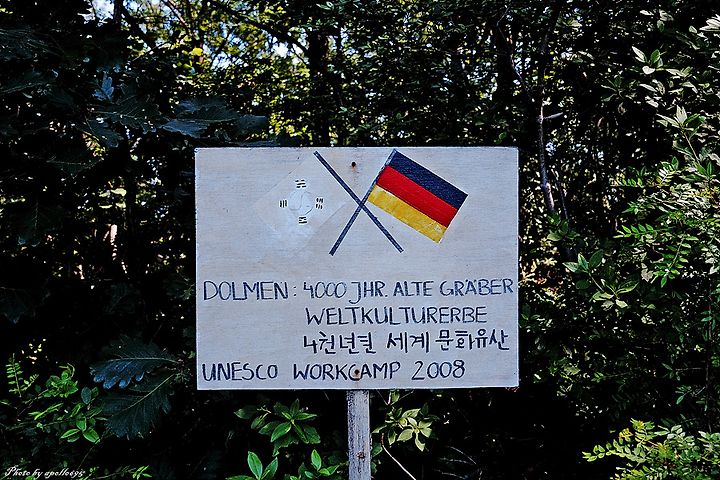 DOLMEN: 4000 JHR. ALTE GRÄBER
WELTKULTURERBE
4천년된 세계 문화유산
UNESCO WORKCAMP 2008
Photo by apollo695